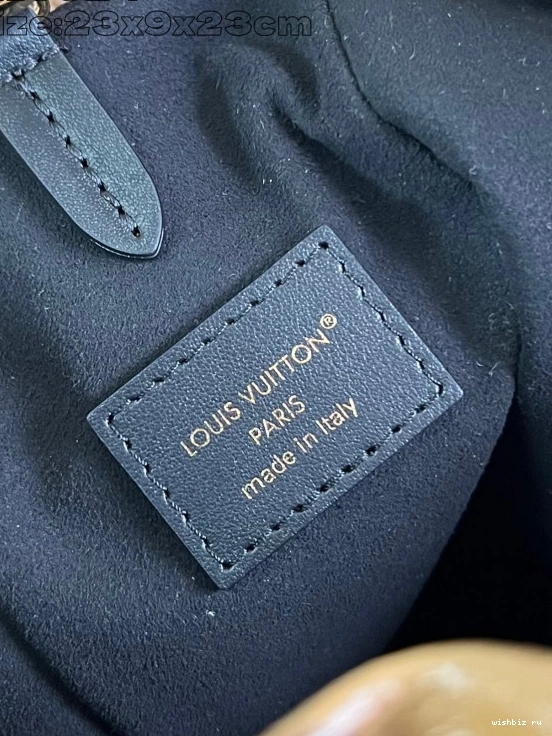 ize:23x9x23cm
LOUIS VUITTON®
PARIS
made in Italy
wishbiz ru